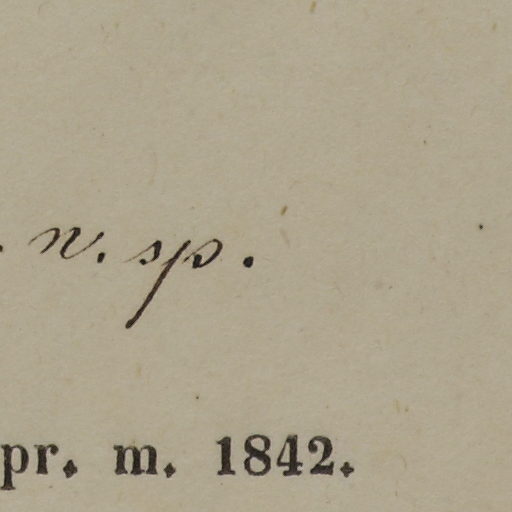 . n. sp.
pr. m. 1842.